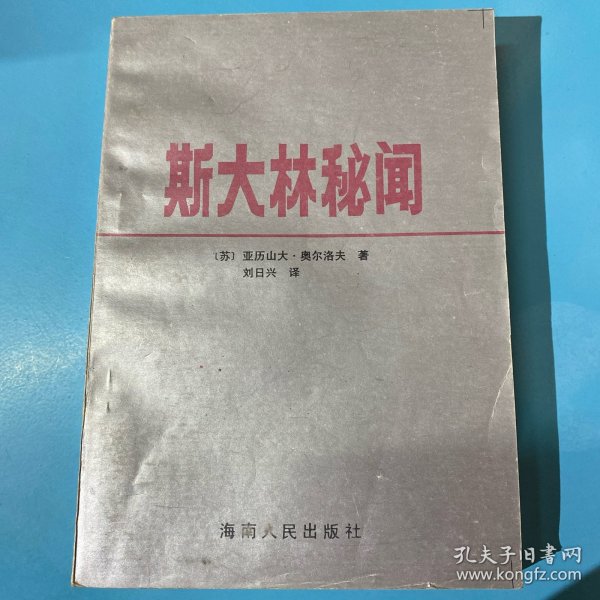 斯大林秘闻
〔苏〕亚历山大·奥尔洛夫 著
刘日兴 译
海南人民出版社
孔夫子旧书网
www.kongfz.com